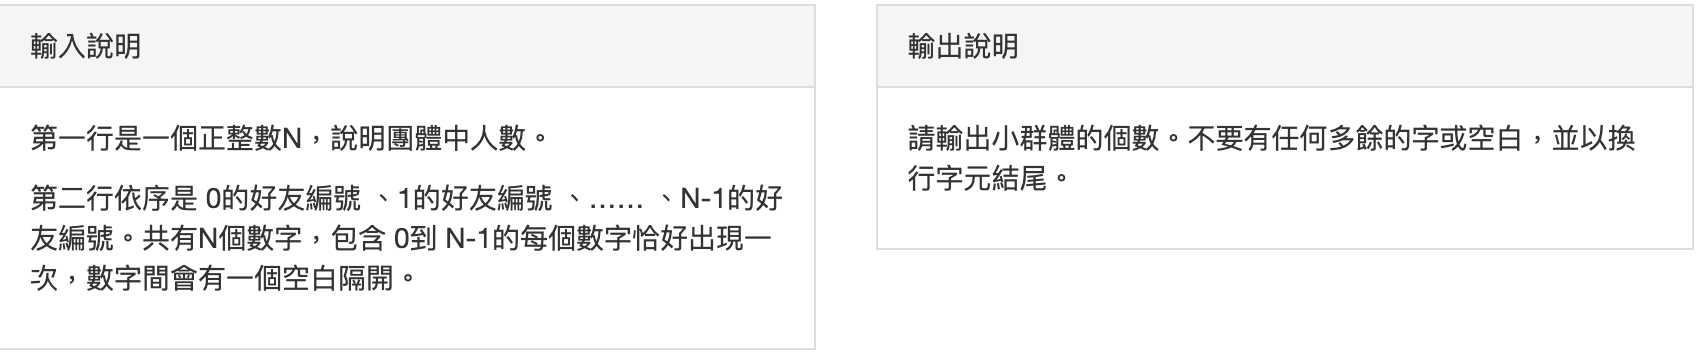 輸入說明
第一行是一個正整數N，說明團體中人數。
第二行依序是 0的好友編號 、1的好友編號 、…… 、N-1的好
友編號。共有N個數字，包含 0到 N-1的每個數字恰好出現一
次，數字間會有一個空白隔開。
輸出說明
請輸出小群體的個數。不要有任何多餘的字或空白，並以換
行字元結尾。